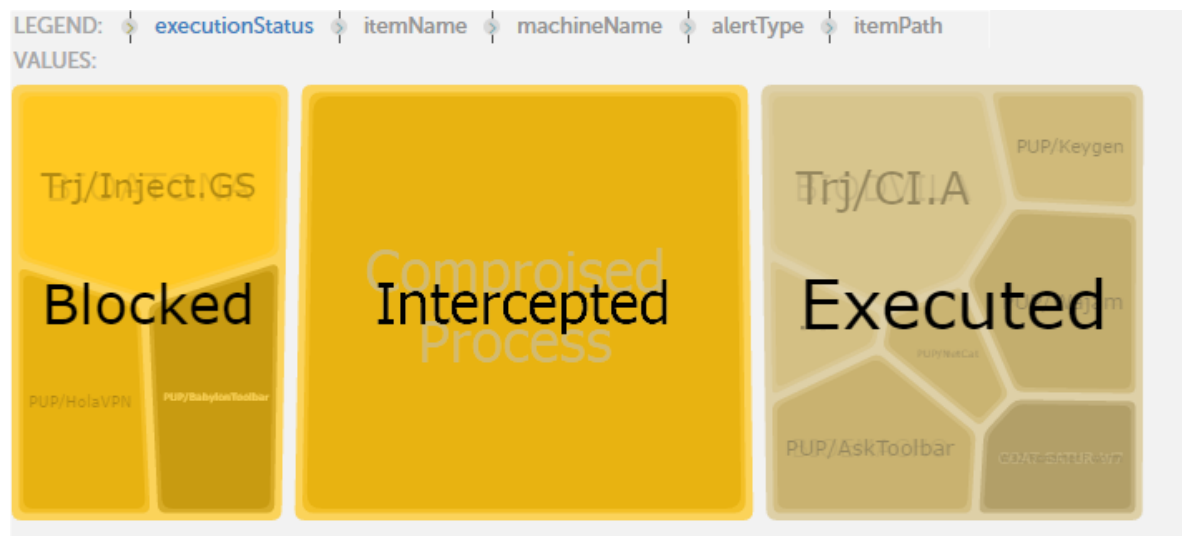 LEGEND: executionStatus itemName machineName alertType itemPath
VALUES:
Trj/Inject.GS
Blocked
PUP/HolaVPN
PUP/BabylonToolbar
Comproised
Intercepted
Process
PUP/Keygen
Trj/CI.A
Executed
PUP/NetCat
PUP/AskToolbar